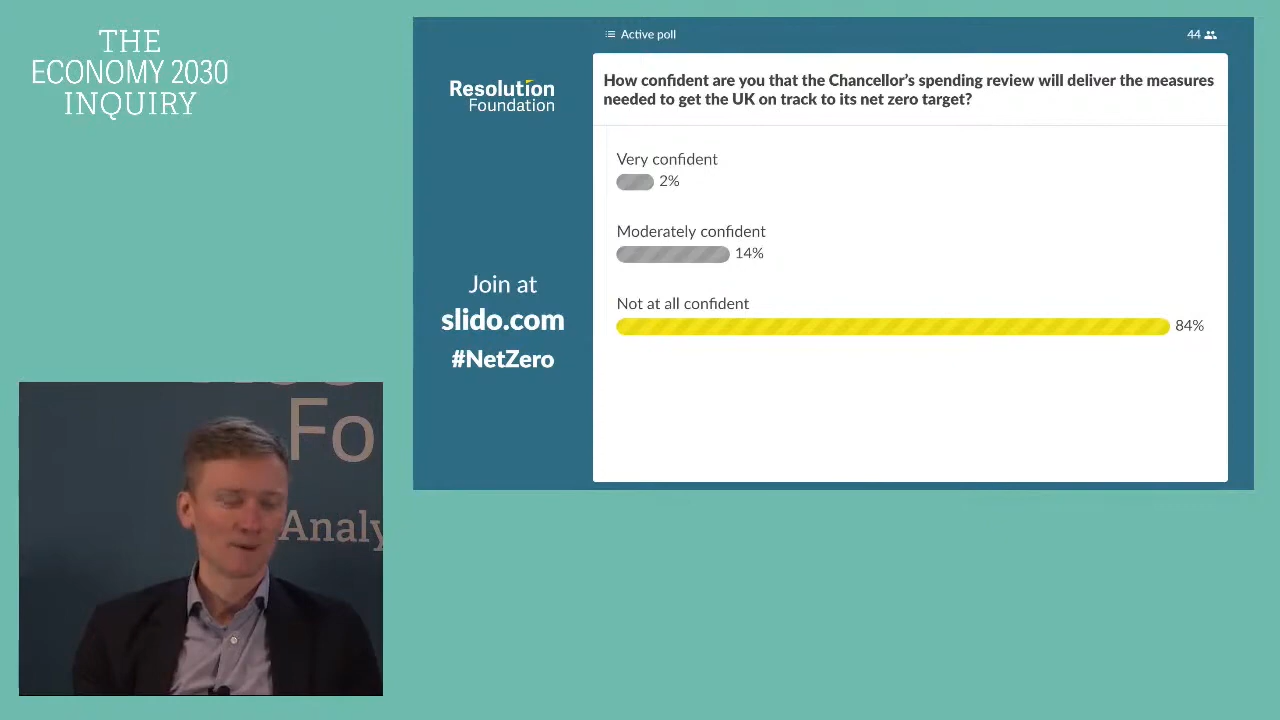 THE
ECONOMY 2030
INQUIRY
Resolution
Foundation
Join at
slido.com
#NetZero
Active poll
44
How confident are you that the Chancellor's spending review will deliver the measures
needed to get the UK on track to its net zero target?
Very confident
2%
Moderately confident
14%
Not at all confident
84%
Fo
Analy